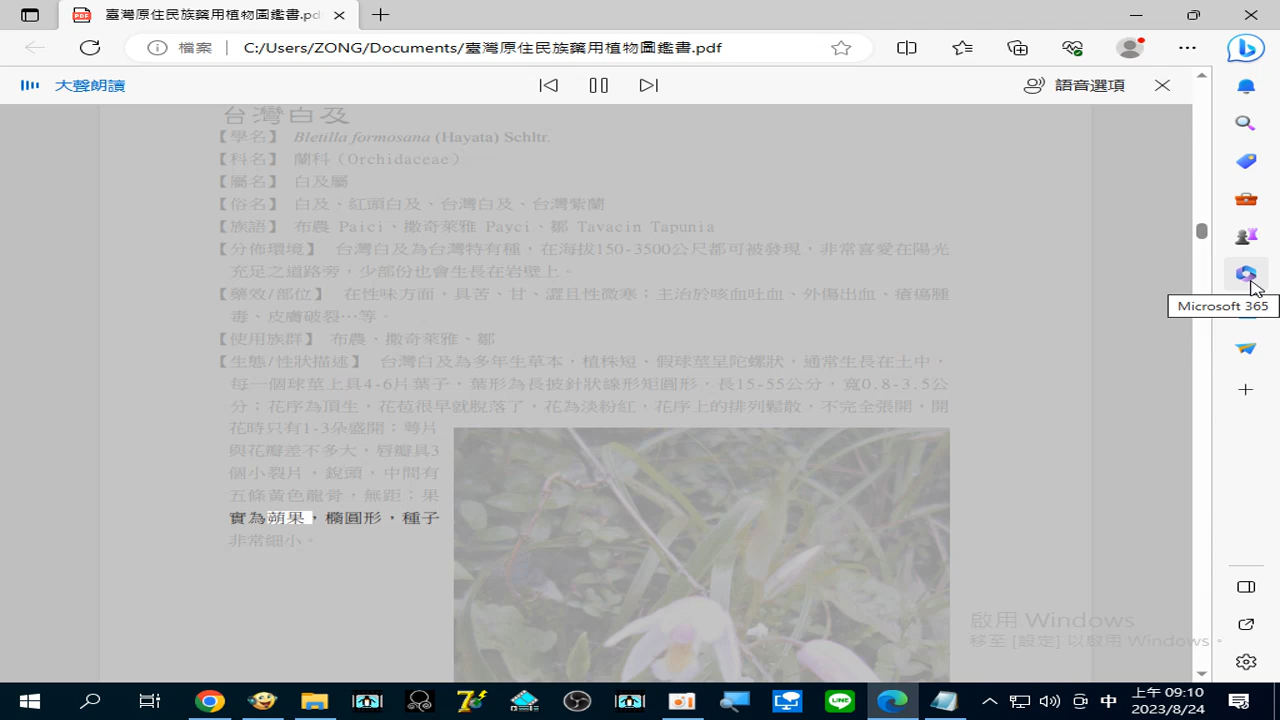 臺灣原住民族藥用植物圖鑑書.pd
檔案 C:/Users/ZONG/Documents/臺灣原住民族藥用植物圖鑑書.pdf
大聲朗讀
語音選項
台灣白及
【學名】 Bletilla formosana (Hayata) Schltr.
【科名】 蘭科（Orchidaceae）
【屬名】 白及屬
【俗名】 白及、紅頭白及、台灣白及、台灣紫蘭
【族語】 布農 Paici、撒奇萊雅 Payci、鄒 Tavacin Tapunia
【分佈環境】 台灣白及為台灣特有種，在海拔150-3500公尺都可被發現，非常喜愛在陽光
充足之道路旁，少部份也會生長在岩壁上。
【藥效/部位】 在性味方面，具苦、甘、澀且性微寒；主治於咳血吐血、外傷出血、瘡瘍腫
毒、皮膚破裂…等。
【使用族群】 布農、撒奇萊雅、鄒
【生態/性狀描述】 台灣白及為多年生草本，植株短、假球莖呈陀螺狀，通常生長在土中，
每一個球莖上具4-6片葉子，葉形為長披針狀線形矩圓形，長15-55公分，寬0.8-3.5公
分；花序為頂生，花苞很早就脫落了，花為淡粉紅，花序上的排列鬆散，不完全張開，開
花時只有1-3朵盛開；萼片
與花瓣差不多大，唇瓣具3
個小裂片，銳頭，中間有
五條黃色龍骨，無距；果
實為蒴果，橢圓形，種子
非常細小。
Microsoft 365
啟用 Windows
移至 [設定] 以啟用 Windows。
中
上午 09:10
2023/8/24